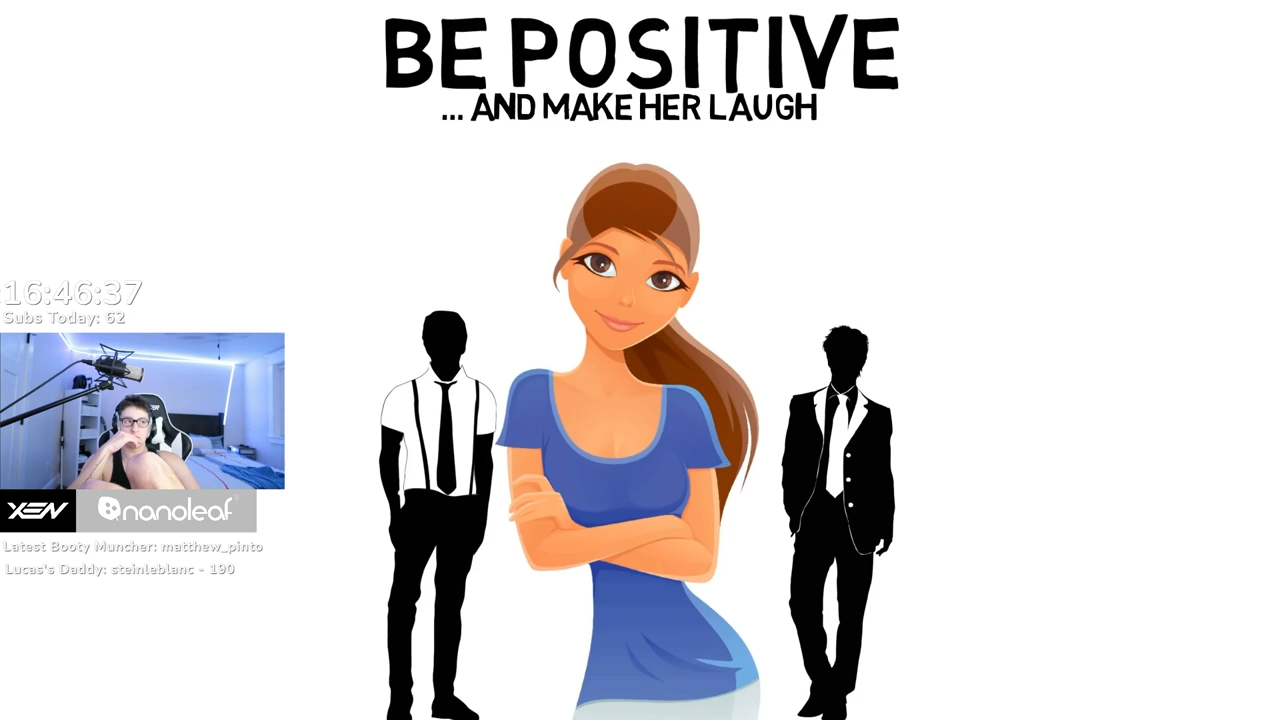 BE POSITIVE
... AND MAKE HER LAUGH
:16:46:37
Subs Today: 62
XEN
nanoleaf
Latest Booty Muncher: matthew_pinto
Lucas's Daddy: steinleblanc - 190